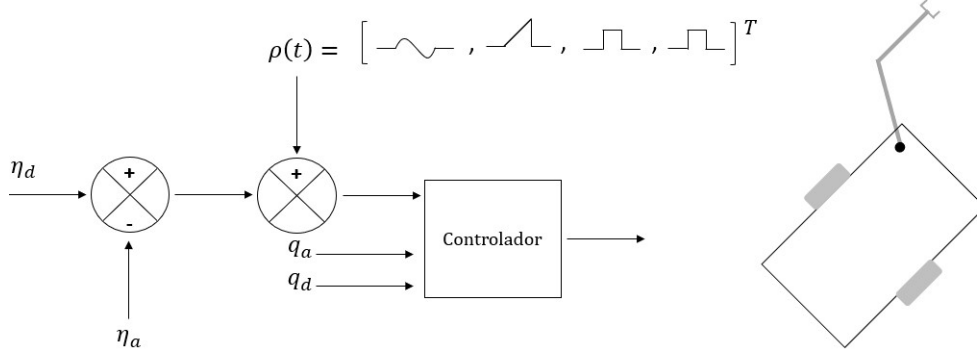 ρ(t) = [ , , , ]ᵀ
η_d
+
-
+
q_a
q_d
Controlador
η_a